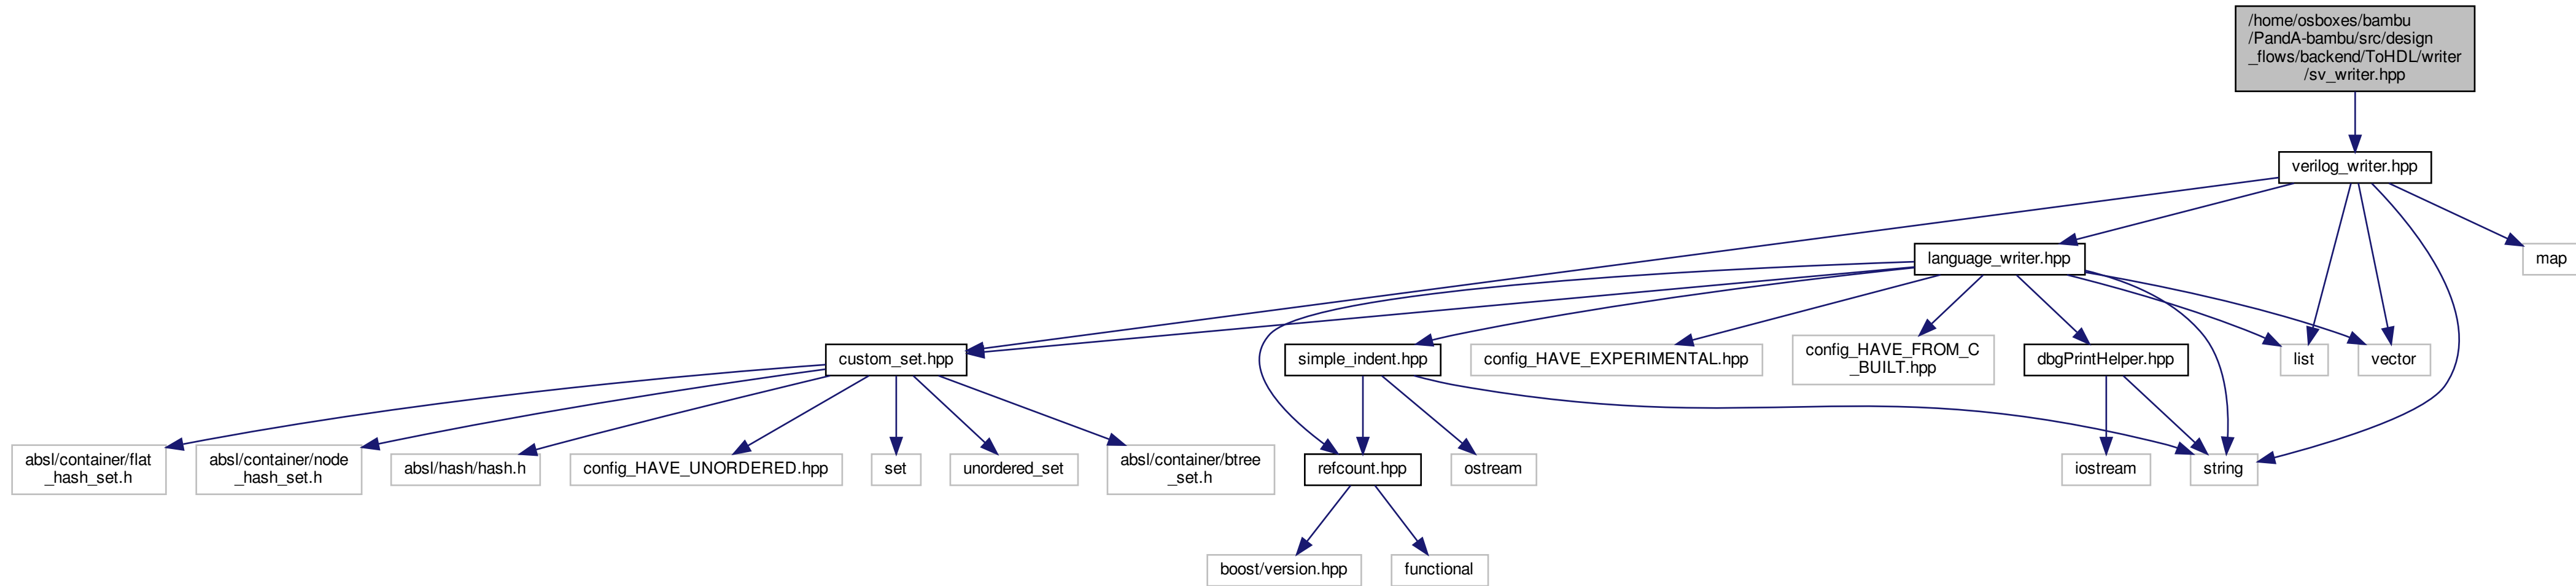 /home/osboxes/bambu
/PandA-bambu/src/design
_flows/backend/ToHDL/writer
/sv_writer.hpp
verilog_writer.hpp
language_writer.hpp
map
custom_set.hpp
simple_indent.hpp
config_HAVE_EXPERIMENTAL.hpp
config_HAVE_FROM_C
_BUILT.hpp
dbgPrintHelper.hpp
list
vector
absl/container/flat
_hash_set.h
absl/container/node
_hash_set.h
absl/hash/hash.h
config_HAVE_UNORDERED.hpp
set
unordered_set
absl/container/btree
_set.h
refcount.hpp
ostream
iostream
string
boost/version.hpp
functional